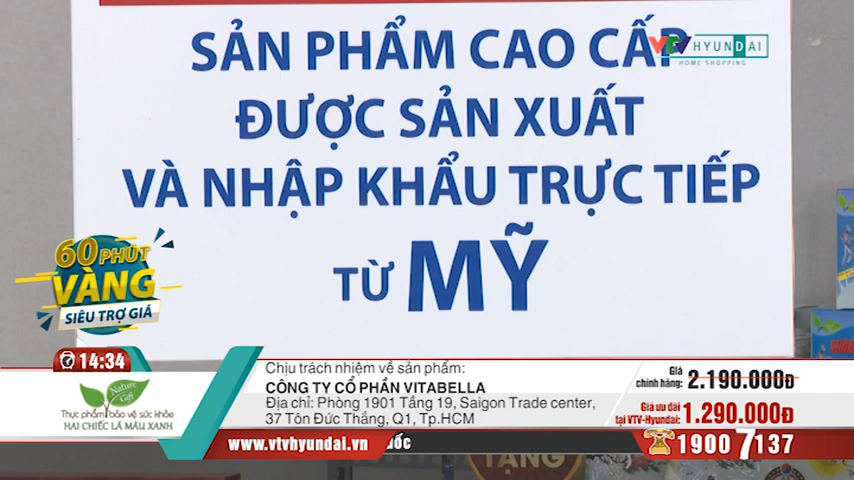 SẢN PHẨM CAO CẤP
VTV HYUNDAI
HOME SHOPPING
ĐƯỢC SẢN XUẤT
VÀ NHẬP KHẨU TRỰC TIẾP
TỪ MỸ
60 PHÚT
VÀNG
SIÊU TRỢ GIÁ
14:34
Nature Gift
Thực phẩm bảo vệ sức khỏe
HAI CHIẾC LÁ MÀU XANH
Chịu trách nhiệm về sản phẩm:
CÔNG TY CỔ PHẦN VITABELLA
Địa chỉ: Phòng 1901 Tầng 19, Saigon Trade center,
37 Tôn Đức Thắng, Q1, Tp.HCM
Giá chính hãng: 2.190.000Đ
Giá ưu đãi tại VTV-Hyundai: 1.290.000Đ
www.vtvhyundai.vn
1900 7137
TẶNG